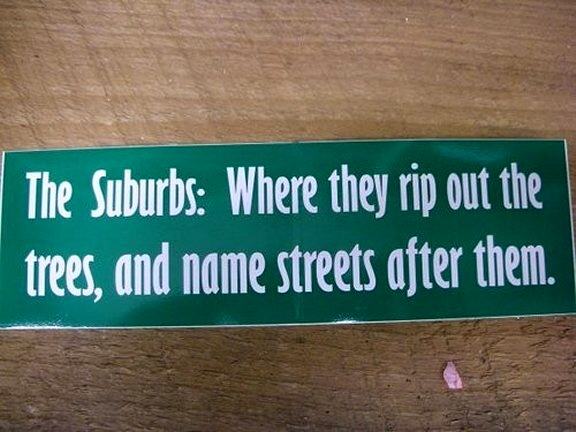 The Suburbs: Where they rip out the
trees, and name streets after them.